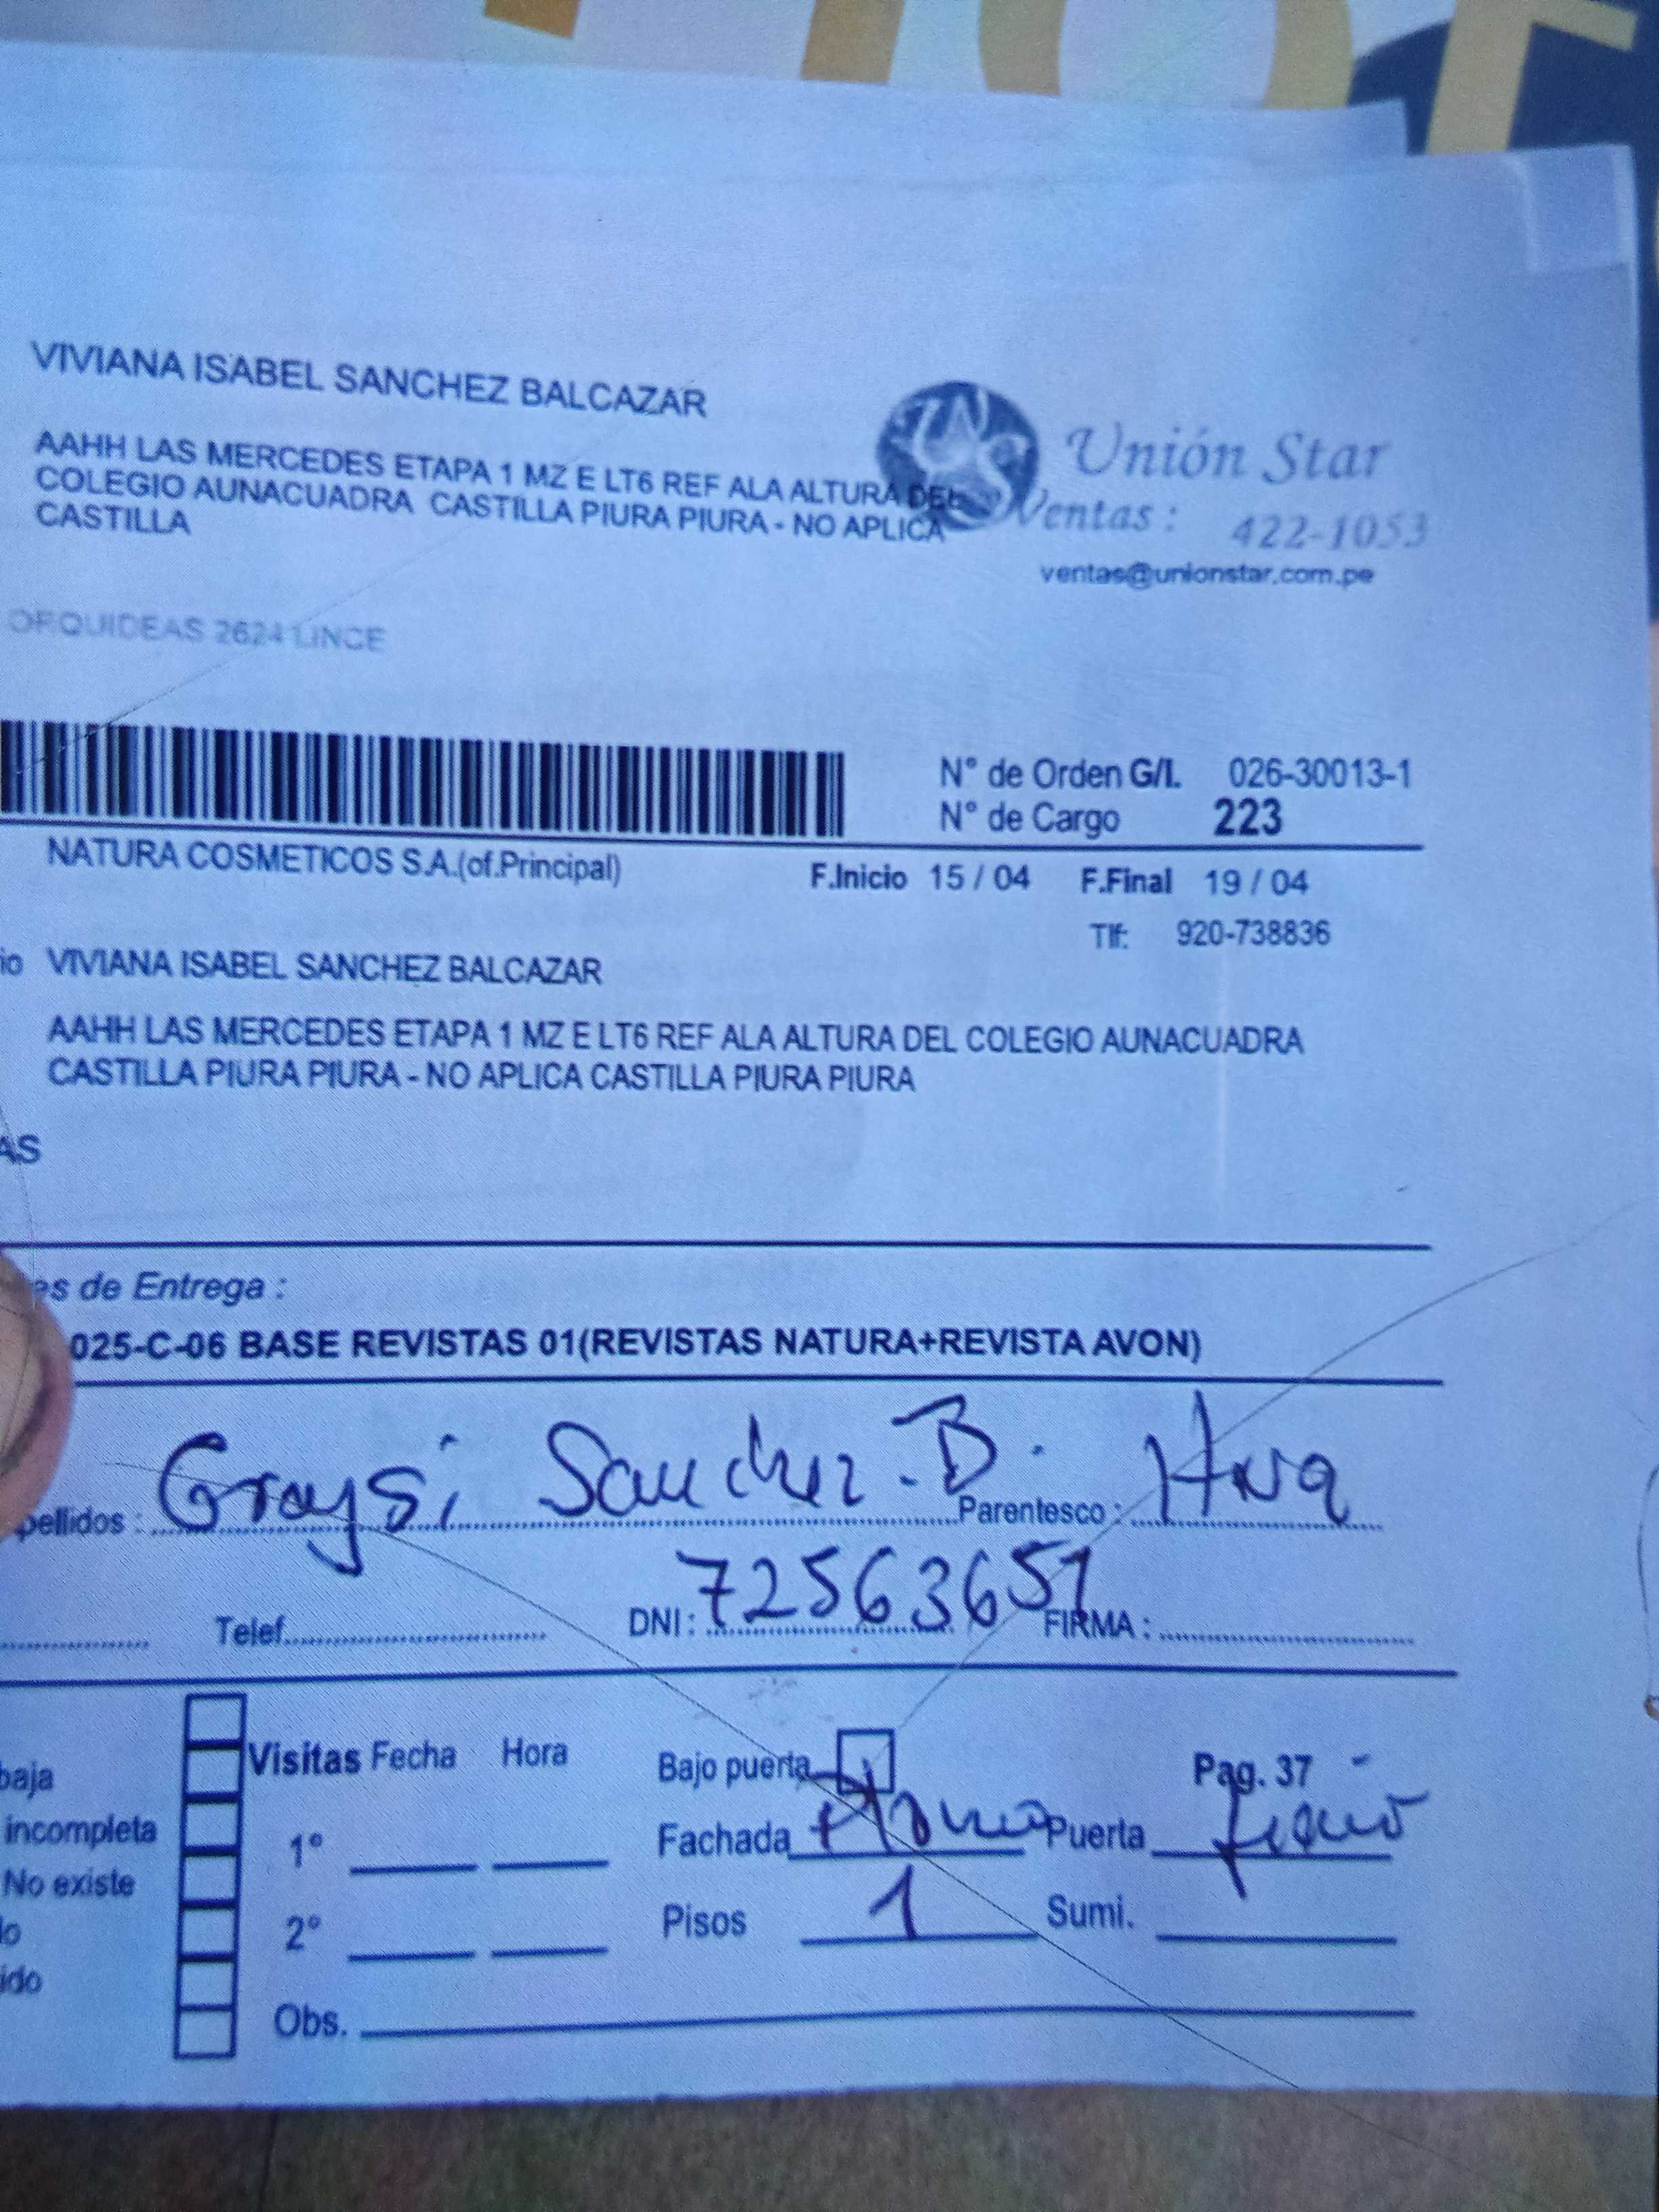 VIVIANA ISABEL SANCHEZ BALCAZAR
AAHH LAS MERCEDES ETAPA 1 MZ E LT6 REF ALA ALTURA DEL
COLEGIO AUNACUADRA CASTILLA PIURA PIURA - NO APLICA
CASTILLA
Unión Star
Ventas : 422-1053
ventas@unionstar.com.pe
ORQUIDEAS 2624 LINCE
N° de Orden G/I. 026-30013-1
N° de Cargo 223
NATURA COSMETICOS S.A.(of.Principal) F.Inicio 15 / 04 F.Final 19 / 04
Tlf: 920-738836
io VIVIANA ISABEL SANCHEZ BALCAZAR
AAHH LAS MERCEDES ETAPA 1 MZ E LT6 REF ALA ALTURA DEL COLEGIO AUNACUADRA
CASTILLA PIURA PIURA - NO APLICA CASTILLA PIURA PIURA
AS
es de Entrega :
025-C-06 BASE REVISTAS 01(REVISTAS NATURA+REVISTA AVON)
pellidos : Graysi Sanchez. B. Parentesco : Hna
Telef. DNI : 72563651 FIRMA :
Visitas Fecha Hora Bajo puerta Pag. 37
baja
incompleta 1° Fachada Puerta
No existe
lo 2° Pisos 1 Sumi.
ido
Obs.